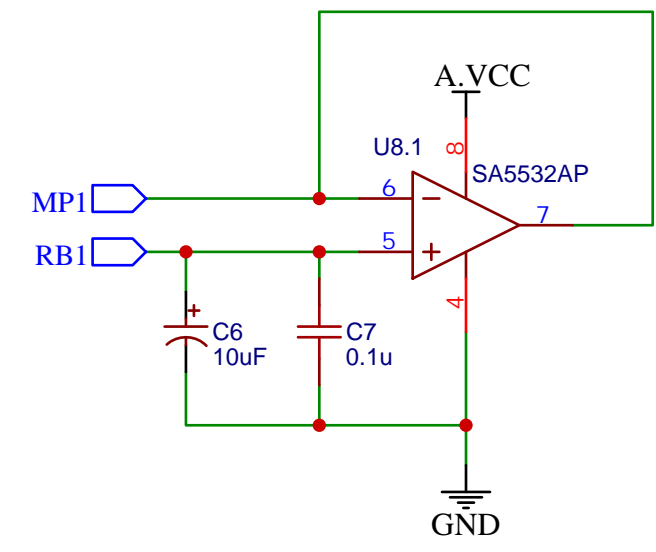 A.VCC
U8.1
8
SA5532AP
MP1
6
−
7
RB1
5
+
4
+
C6
10uF
C7
0.1u
GND